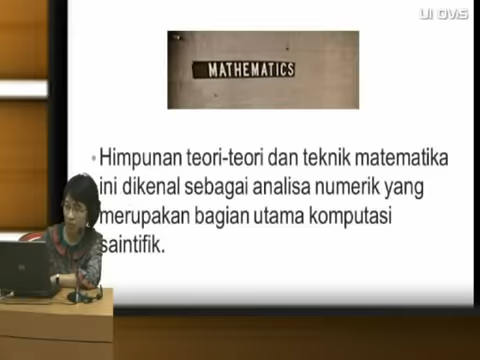 UI OVIS
MATHEMATICS
Himpunan teori-teori dan teknik matematika
ini dikenal sebagai analisa numerik yang
merupakan bagian utama komputasi
saintifik.